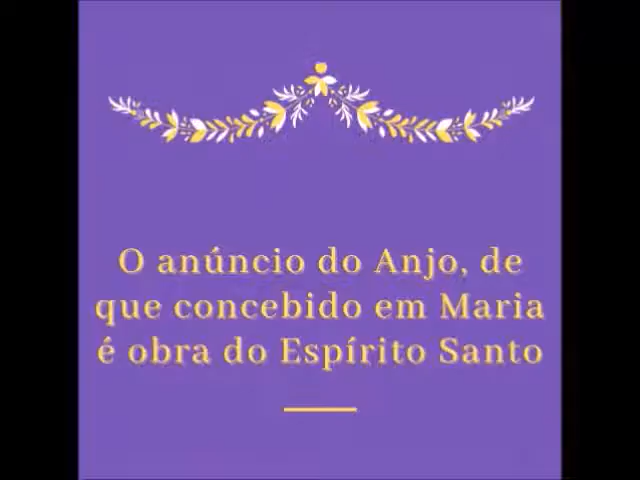 O anúncio do Anjo, de
que concebido em Maria
é obra do Espírito Santo